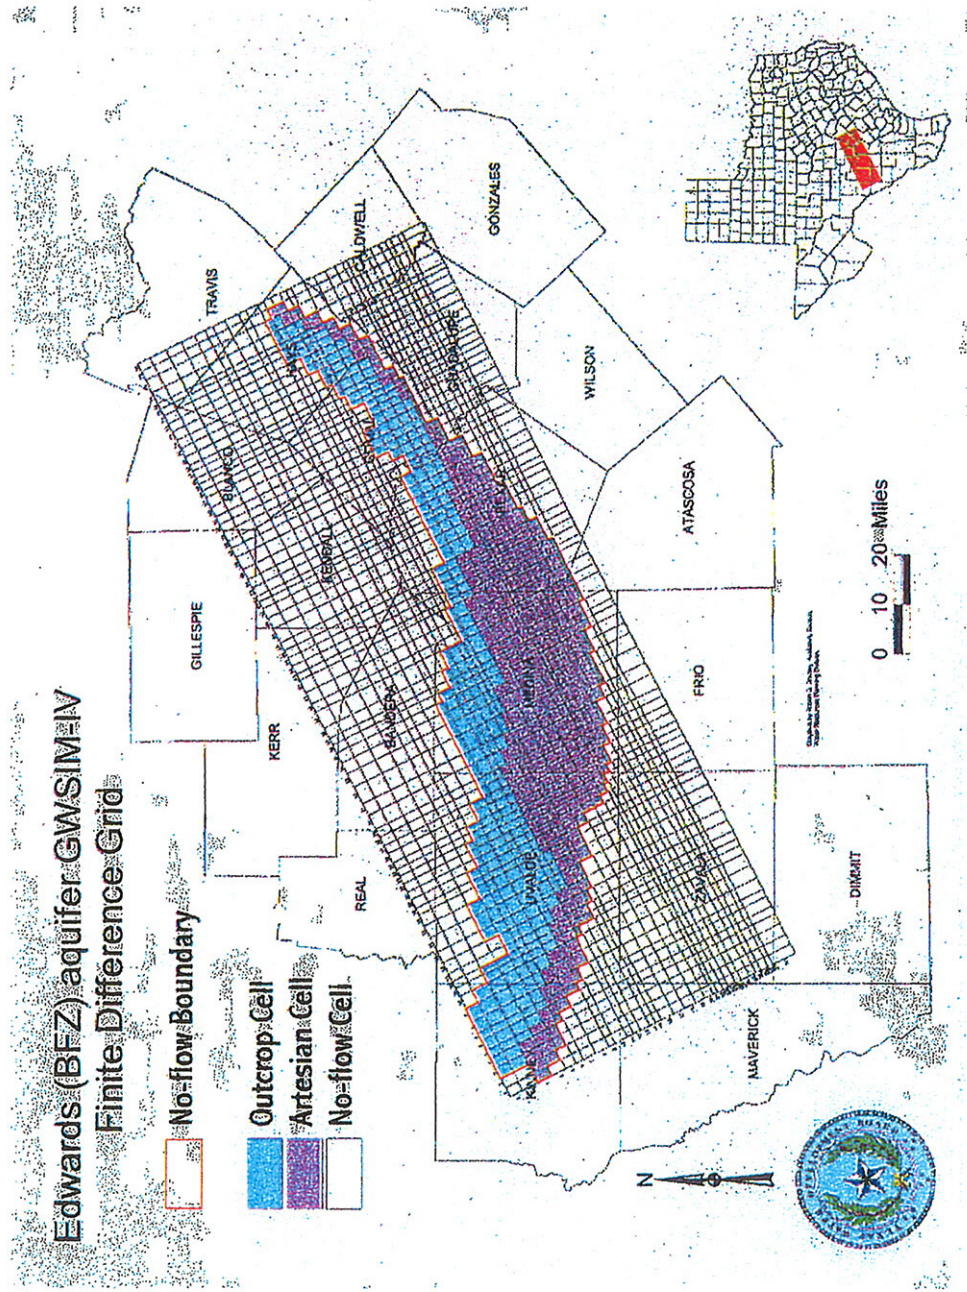 Edwards (BFZ) aquifer GWSIM-IV
Finite Difference Grid
No-flow Boundary
Outcrop Cell
Artesian Cell
No-flow Cell
TRAVIS
GILLESPIE
BLANCO
HAYS
CALDWELL
KERR
KENDALL
GONZALES
REAL
BANDERA
GUADALUPE
BEXAR
WILSON
UVALDE
MEDINA
KINNEY
ATASCOSA
FRIO
ZAVALA
MAVERICK
DIMMIT
N
0 10 20 Miles